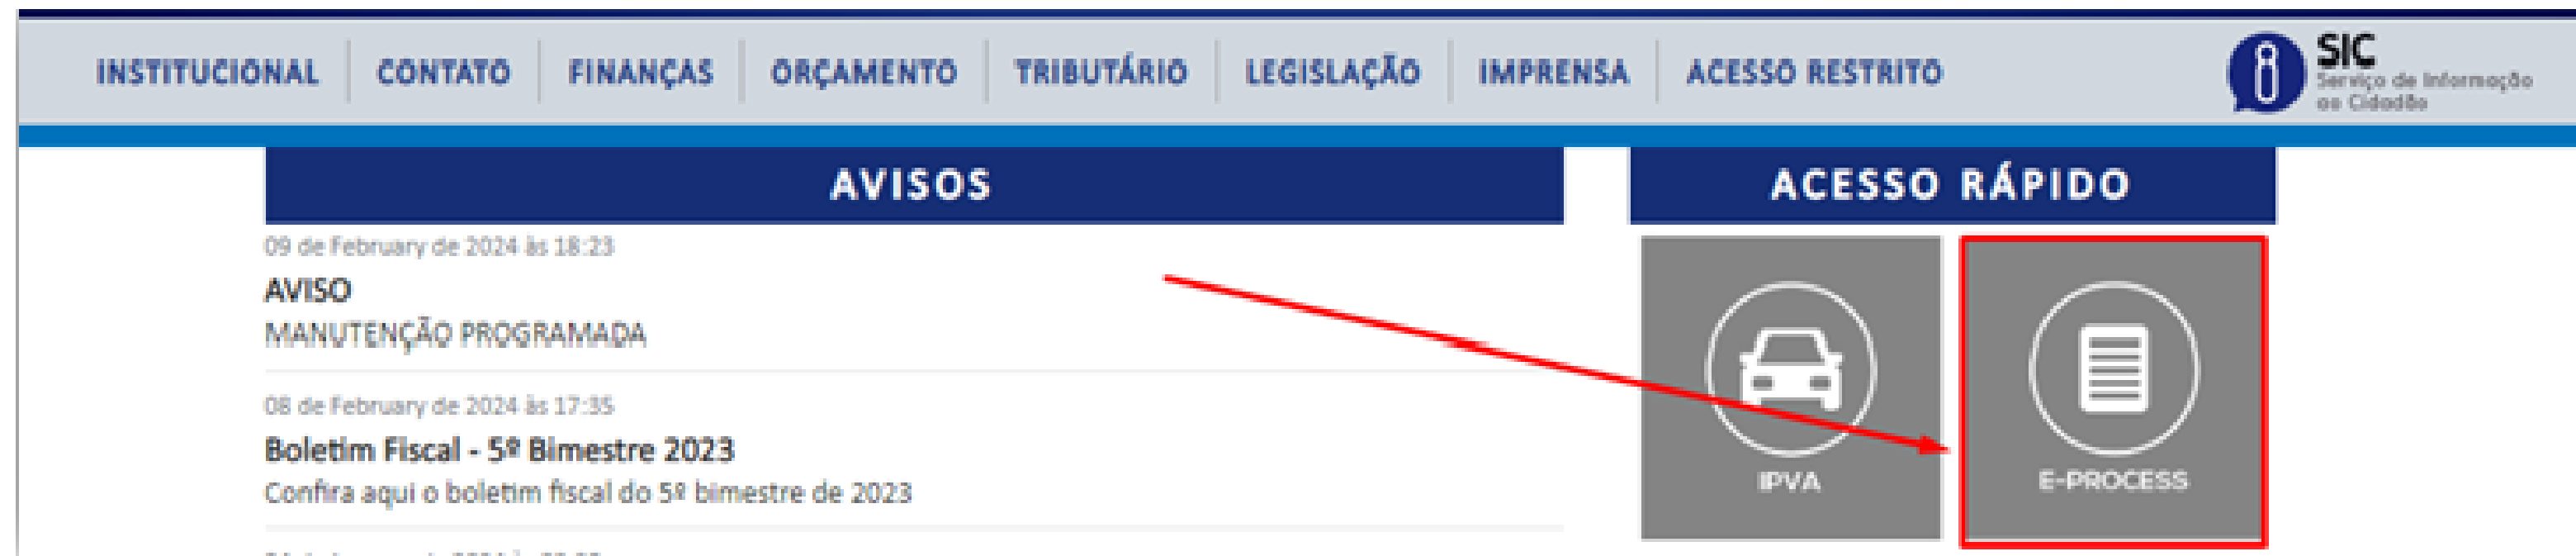 INSTITUCIONAL CONTATO FINANÇAS ORÇAMENTO TRIBUTÁRIO LEGISLAÇÃO IMPRENSA ACESSO RESTRITO
SIC
Serviço de Informação
ao Cidadão
AVISOS
09 de February de 2024 às 18:23
AVISO
MANUTENÇÃO PROGRAMADA
08 de February de 2024 às 17:35
Boletim Fiscal - 5º Bimestre 2023
Confira aqui o boletim fiscal do 5º bimestre de 2023
ACESSO RÁPIDO
IPVA
E-PROCESS